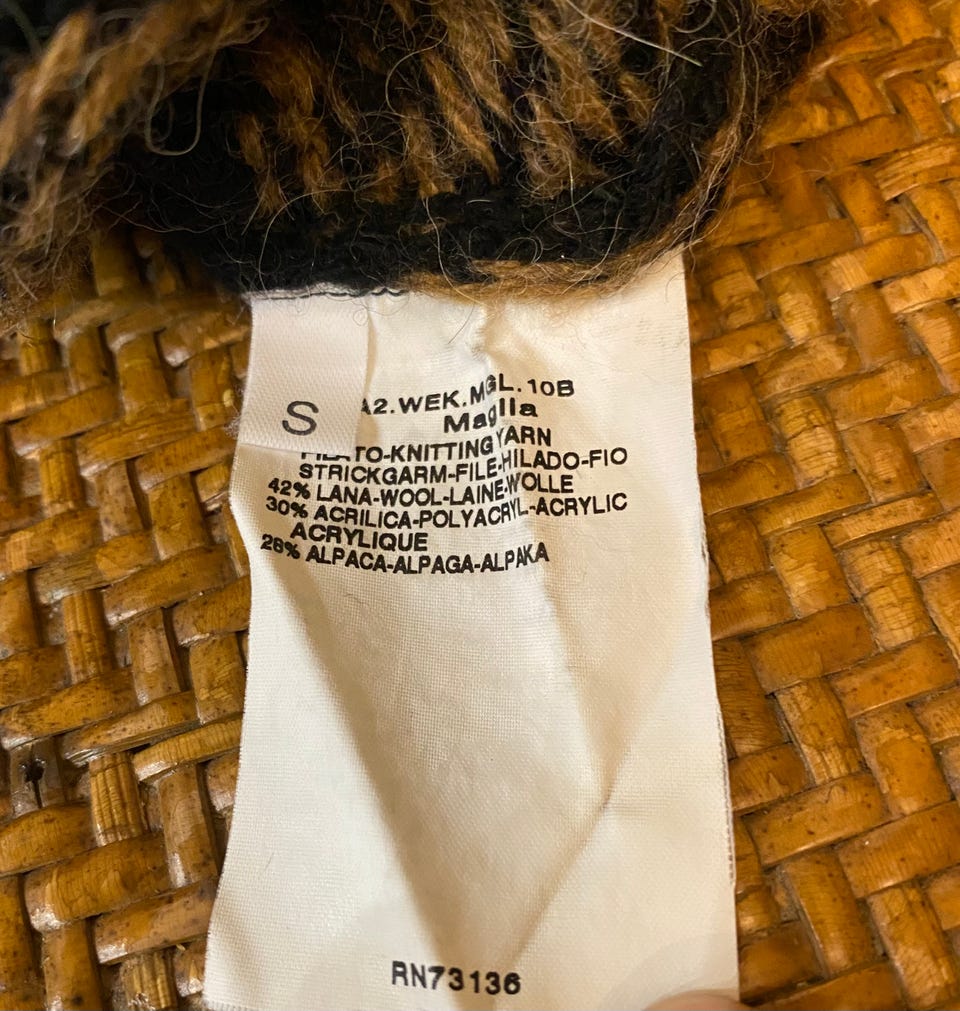 S
A2.WEK.MGL.10B
Maglia
FILATO-KNITTING YARN
STRICKGARM-FILE-HILADO-FIO
42% LANA-WOOL-LAINE-WOLLE
30% ACRILICA-POLYACRYL-ACRYLIC
ACRYLIQUE
28% ALPACA-ALPAGA-ALPAKA
RN73136